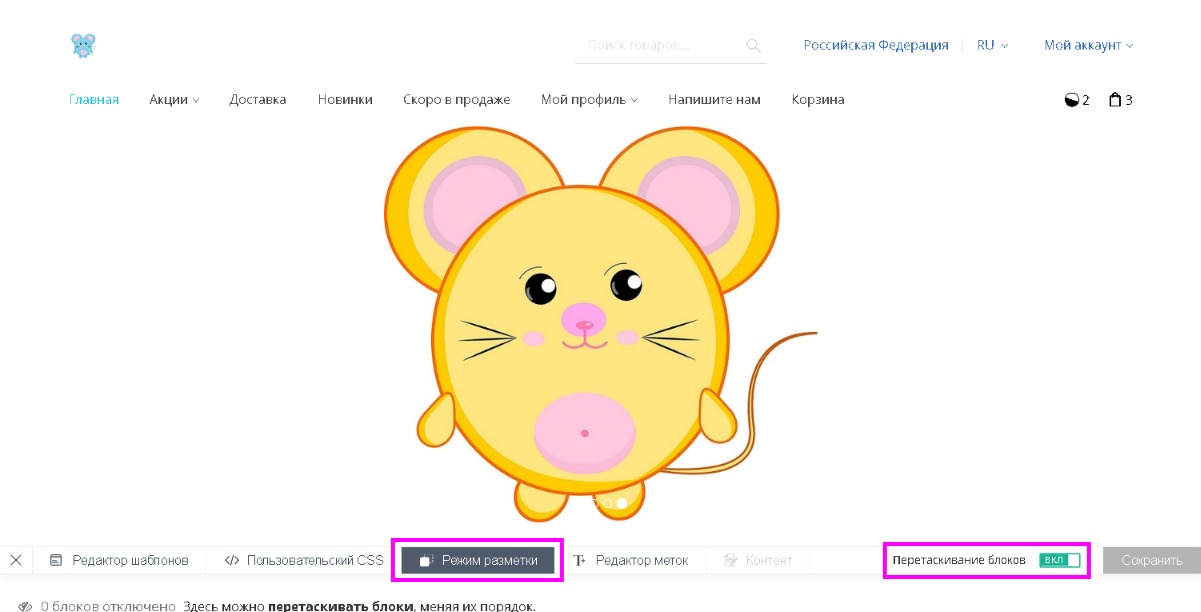 Поиск товаров... Российская Федерация RU Мой аккаунт
Главная Акции Доставка Новинки Скоро в продаже Мой профиль Напишите нам Корзина 2 3
Редактор шаблонов </> Пользовательский CSS Режим разметки T+ Редактор меток Контент Перетаскивание блоков ВКЛ Сохранить
0 блоков отключено Здесь можно перетаскивать блоки, меняя их порядок.